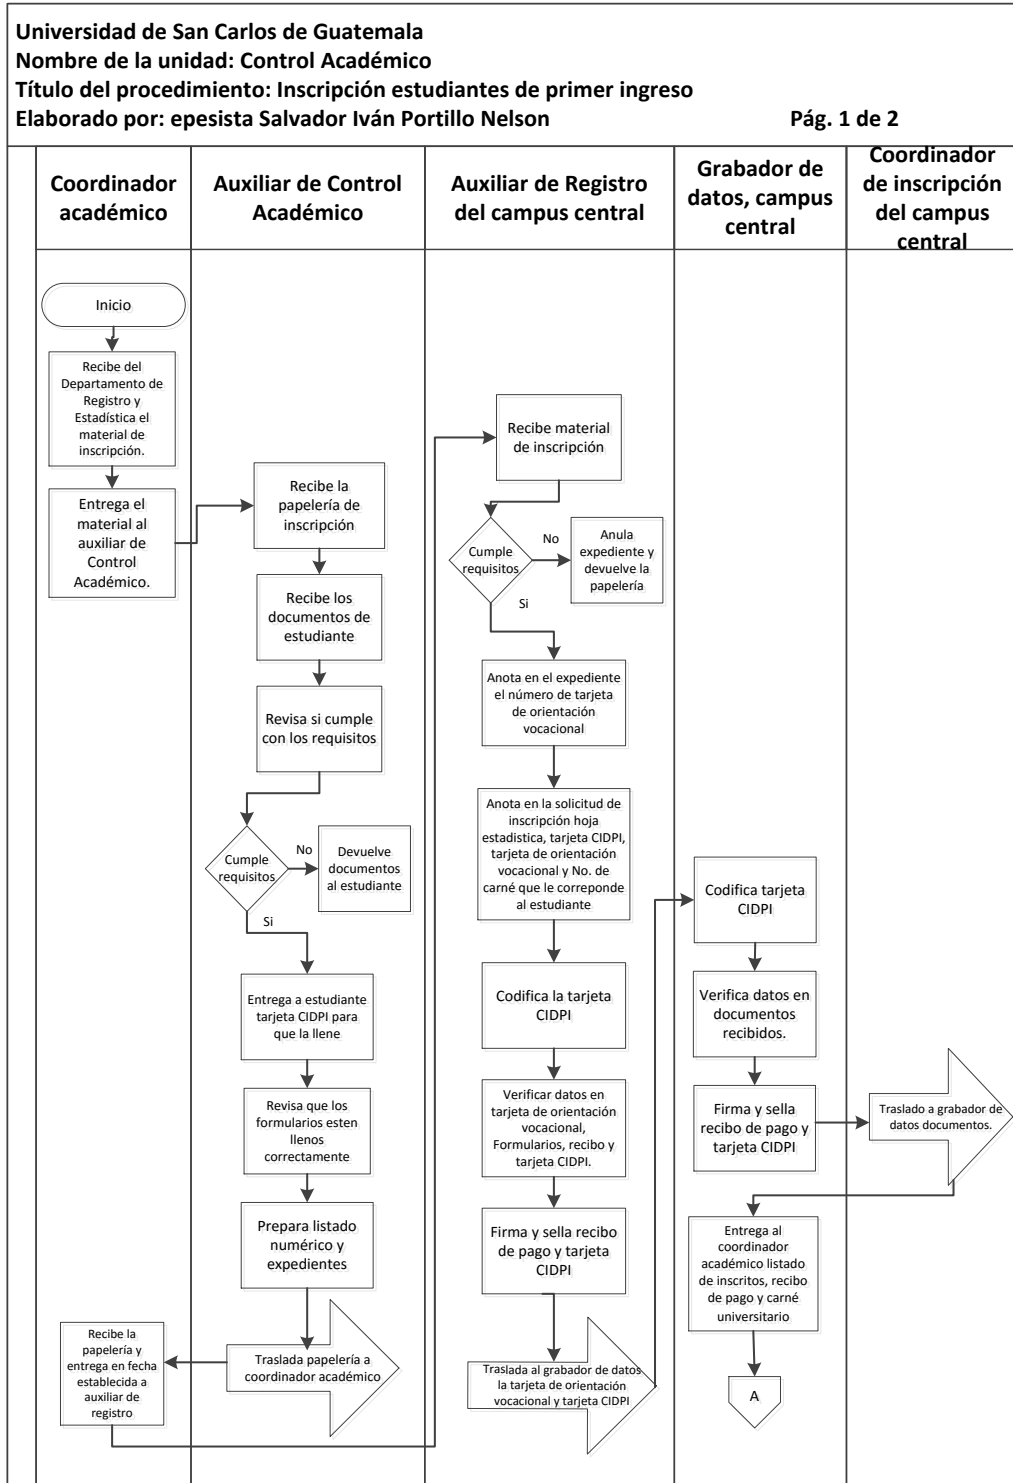 Universidad de San Carlos de Guatemala
Nombre de la unidad: Control Académico
Título del procedimiento: Inscripción estudiantes de primer ingreso
Elaborado por: epesista Salvador Iván Portillo Nelson
Pág. 1 de 2
Coordinador
académico
Auxiliar de Control
Académico
Auxiliar de Registro
del campus central
Grabador de
datos, campus
central
Coordinador
de inscripción
del campus
central
Inicio
Recibe del
Departamento de
Registro y
Estadística el
material de
inscripción.
Entrega el
material al
auxiliar de
Control
Académico.
Recibe la
papelería de
inscripción
Recibe los
documentos de
estudiante
Revisa si cumple
con los requisitos
Cumple
requisitos
No
Devuelve
documentos
al estudiante
Si
Entrega a estudiante
tarjeta CIDPI para
que la llene
Revisa que los
formularios esten
llenos
correctamente
Prepara listado
numérico y
expedientes
Traslada papelería a
coordinador académico
Recibe la
papelería y
entrega en fecha
establecida a
auxiliar de
registro
Recibe material
de inscripción
Cumple
requisitos
No
Anula
expediente y
devuelve la
papelería
Si
Anota en el expediente
el número de tarjeta
de orientación
vocacional
Anota en la solicitud de
inscripción hoja
estadistica, tarjeta CIDPI,
tarjeta de orientación
vocacional y No. de
carné que le correponde
al estudiante
Codifica la tarjeta
CIDPI
Verificar datos en
tarjeta de orientación
vocacional,
Formularios, recibo y
tarjeta CIDPI.
Firma y sella recibo
de pago y tarjeta
CIDPI
Traslada al grabador de datos
la tarjeta de orientación
vocacional y tarjeta CIDPI
Codifica tarjeta
CIDPI
Verifica datos en
documentos
recibidos.
Firma y sella
recibo de pago y
tarjeta CIDPI
Traslado a grabador de
datos documentos.
Entrega al
coordinador
académico listado
de inscritos, recibo
de pago y carné
universitario
A